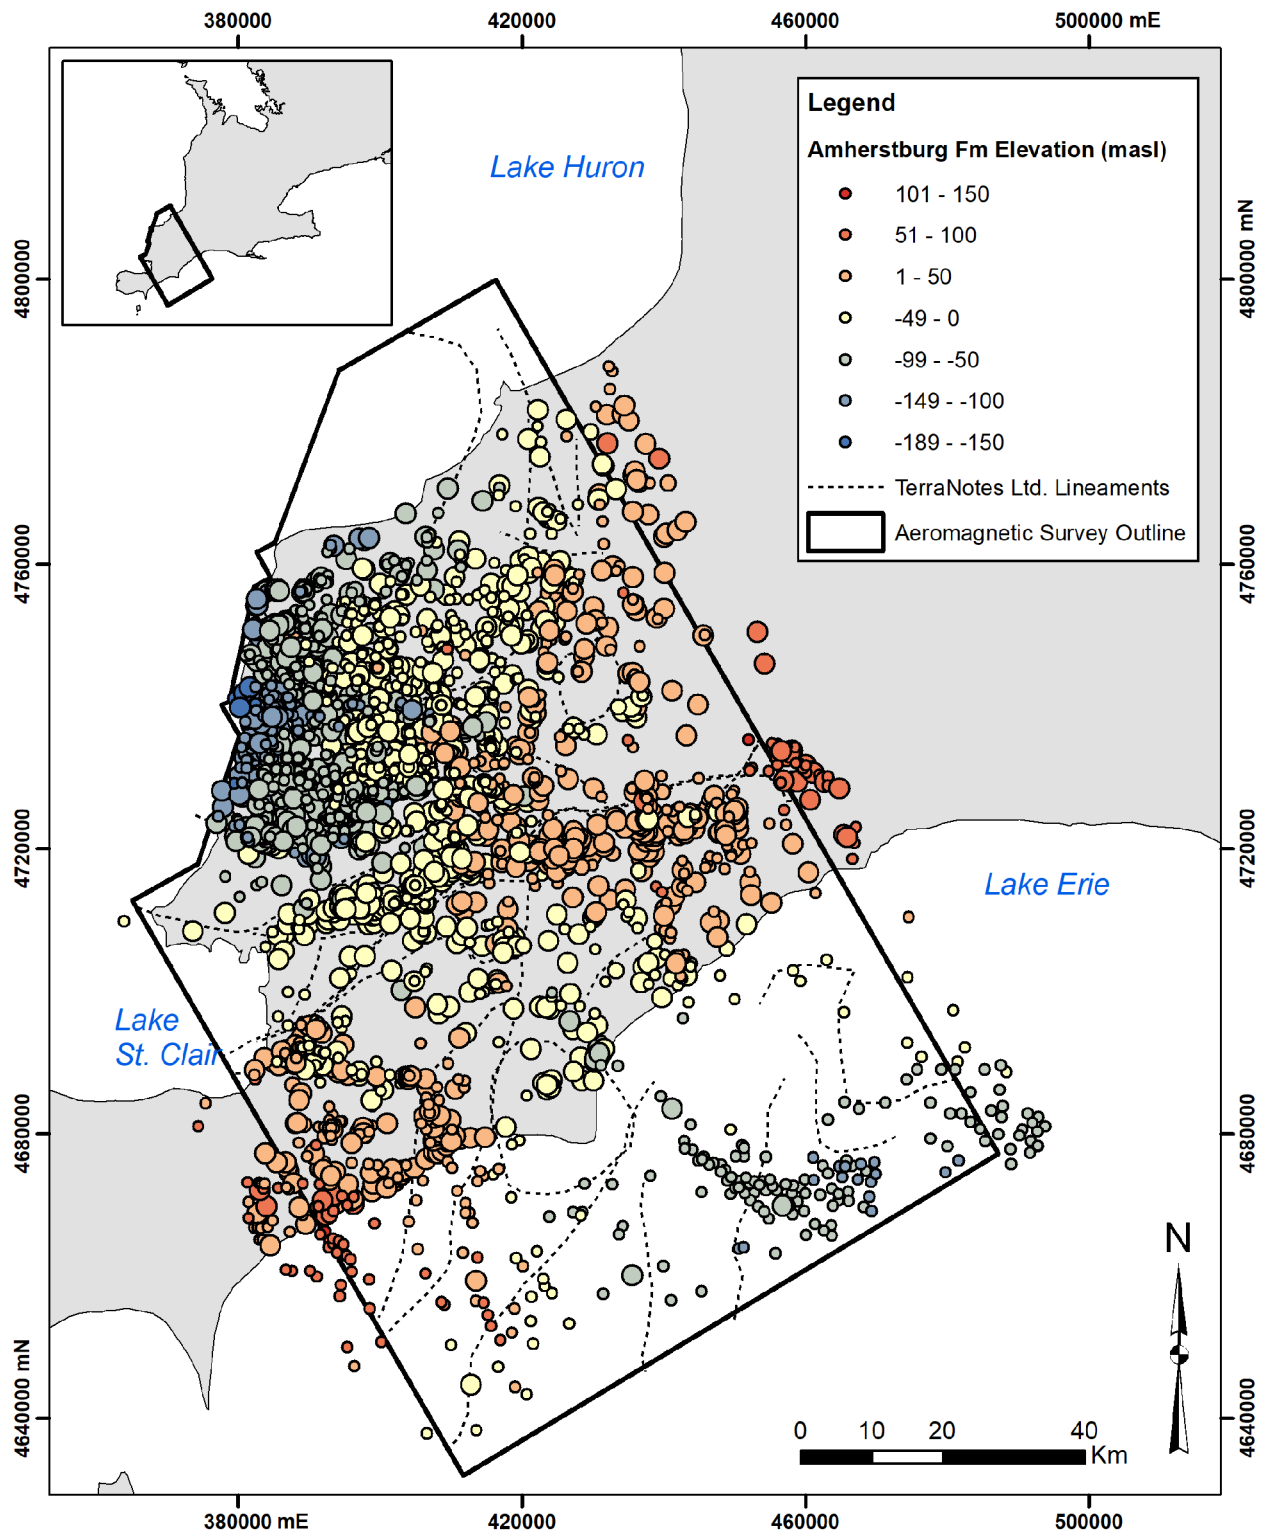 380000
420000
460000
500000 mE
Legend
Amherstburg Fm Elevation (masl)
101 - 150
51 - 100
1 - 50
-49 - 0
-99 - -50
-149 - -100
-189 - -150
TerraNotes Ltd. Lineaments
Aeromagnetic Survey Outline
Lake Huron
4800000
4800000 mN
4760000
4760000
4720000
4720000
Lake Erie
Lake
St. Clair
4680000
4680000
N
4640000 mN
4640000
0
10
20
40
Km
380000 mE
420000
460000
500000